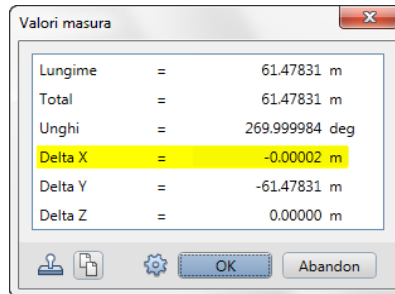 Valori masura
Lungime = 61.47831 m
Total = 61.47831 m
Unghi = 269.999984 deg
Delta X = -0.00002 m
Delta Y = -61.47831 m
Delta Z = 0.00000 m
OK Abandon